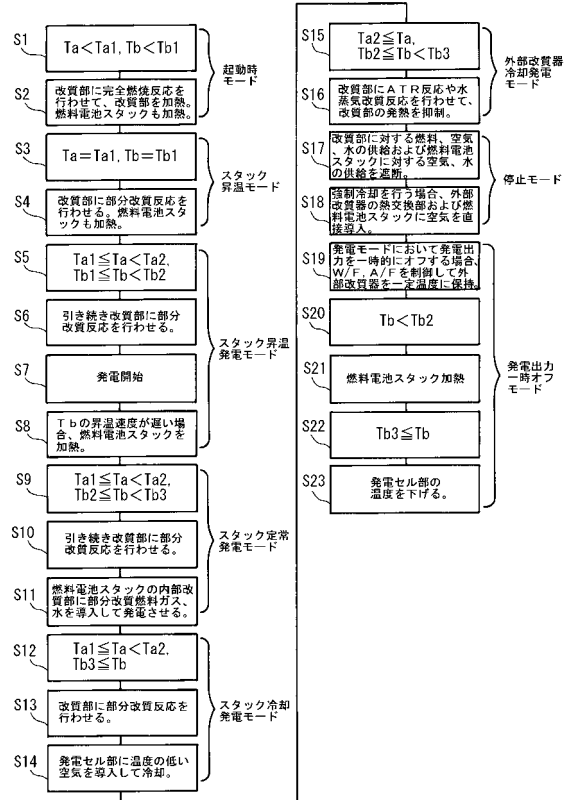 S1
Ta<Ta1, Tb<Tb1
S2
改質部に完全燃焼反応を
行わせて、改質部を加熱。
燃料電池スタックも加熱。
起動時
モード
S3
Ta=Ta1, Tb=Tb1
S4
改質部に部分改質反応を
行わせる。燃料電池スタ
ックも加熱。
スタック
昇温モード
S5
Ta1≦Ta<Ta2,
Tb1≦Tb<Tb2
S6
引き続き改質部に部分
改質反応を行わせる。
S7
発電開始
S8
Tbの昇温速度が遅い場
合、燃料電池スタックを
加熱。
スタック昇温
発電モード
S9
Ta1≦Ta<Ta2,
Tb2≦Tb<Tb3
S10
引き続き改質部に部分
改質反応を行わせる。
S11
燃料電池スタックの内部改
質部に部分改質燃料ガス、
水を導入して発電させる。
スタック定常
発電モード
S12
Ta1≦Ta<Ta2,
Tb3≦Tb
S13
改質部に部分改質反応を
行わせる。
S14
発電セル部に温度の低い
空気を導入して冷却。
スタック冷却
発電モード
S15
Ta2≦Ta,
Tb2≦Tb<Tb3
S16
改質部にATR反応や水
蒸気改質反応を行わせて、
改質部の発熱を抑制。
外部改質器
冷却発電
モード
S17
改質部に対する燃料、空気
、水の供給および燃料電池
スタックに対する空気、水
の供給を遮断。
S18
強制冷却を行う場合、外部
改質器の熱交換部および燃
料電池スタックに空気を直
接導入。
停止モード
S19
発電モードにおいて発電出
力を一時的にオフする場合、
W/F, A/Fを制御して外
部改質器を一定温度に保持。
S20
Tb<Tb2
S21
燃料電池スタック加熱
S22
Tb3≦Tb
S23
発電セル部の
温度を下げる。
発電出力
一時オフ
モード